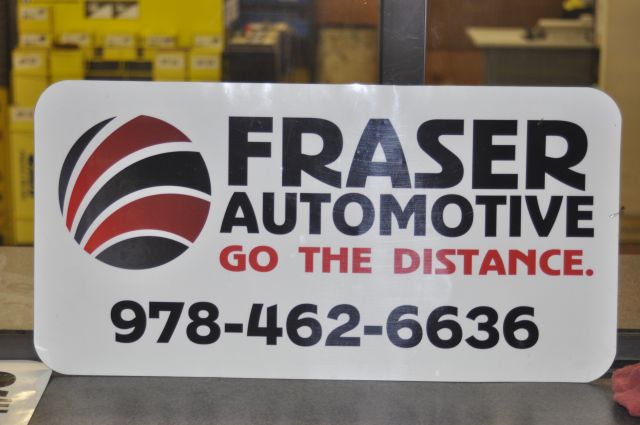 FRASER
AUTOMOTIVE
GO THE DISTANCE.
978-462-6636